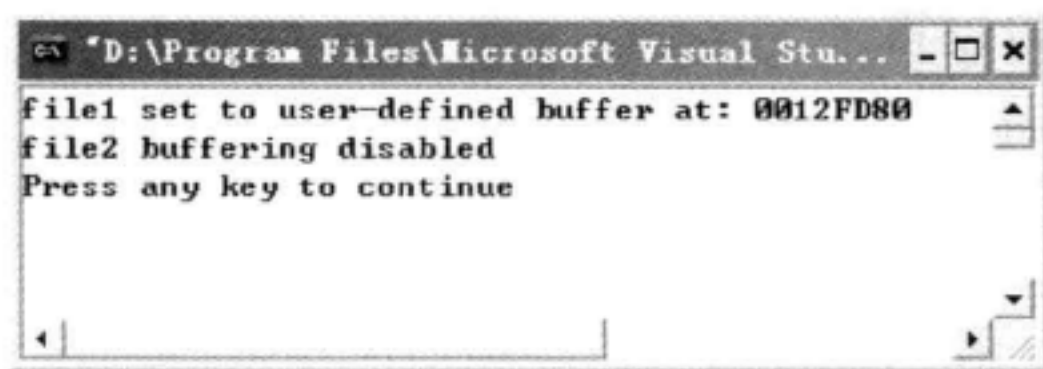 "D:\Program Files\Microsoft Visual Stu...
file1 set to user-defined buffer at: 0012FD80
file2 buffering disabled
Press any key to continue